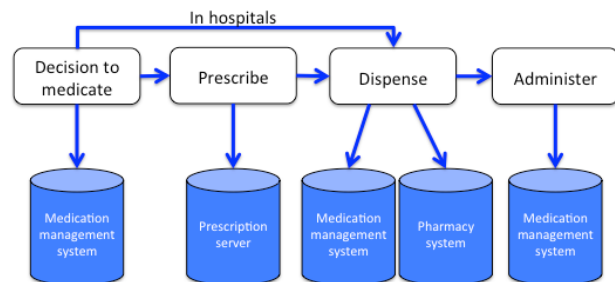 In hospitals
Decision to
medicate
Prescribe
Dispense
Administer
Medication
management
system
Prescription
server
Medication
management
system
Pharmacy
system
Medication
management
system